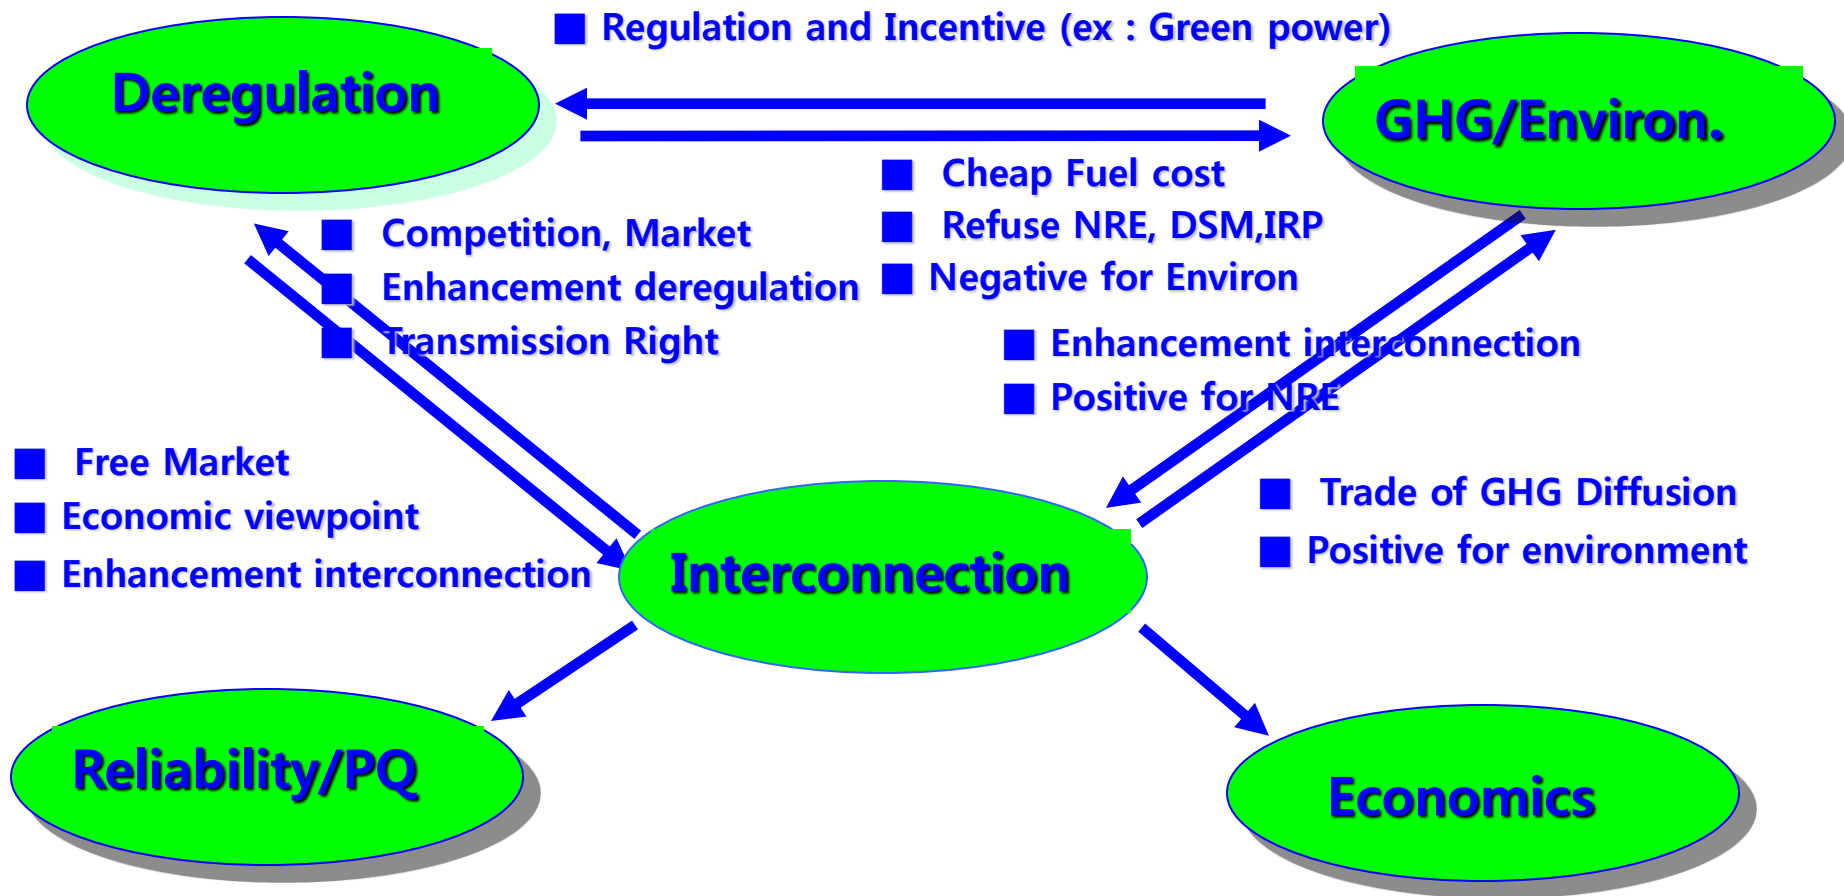 ■ Regulation and Incentive (ex : Green power)
Deregulation
GHG/Environ.
■ Cheap Fuel cost
■ Refuse NRE, DSM,IRP
■ Negative for Environ
■ Competition, Market
■ Enhancement deregulation
■ Transmission Right
■ Enhancement interconnection
■ Positive for NRE
■ Free Market
■ Economic viewpoint
■ Enhancement interconnection
■ Trade of GHG Diffusion
■ Positive for environment
Interconnection
Reliability/PQ
Economics